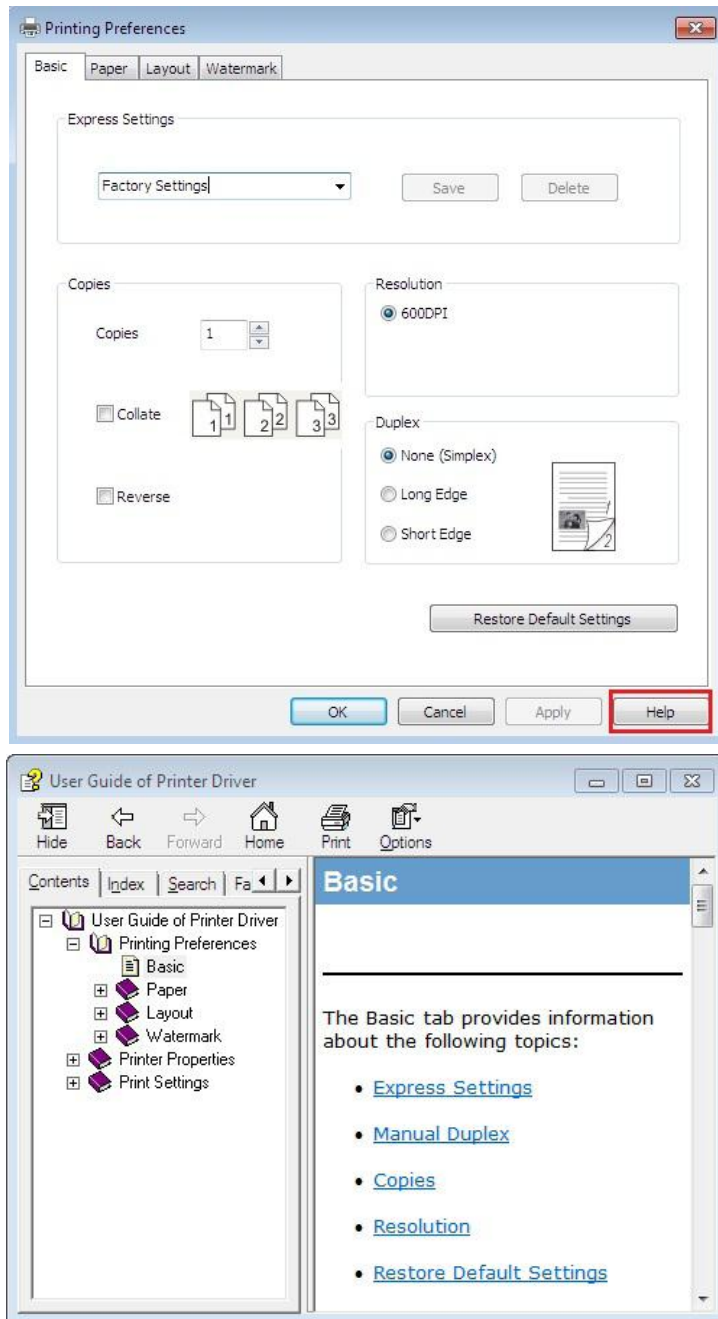 Printing Preferences
Basic Paper Layout Watermark
Express Settings
Factory Settings Save Delete
Copies
Copies 1
Collate 1 1 2 2 3 3
Reverse
Resolution
600DPI
Duplex
None (Simplex)
Long Edge
Short Edge
1
2
Restore Default Settings
OK Cancel Apply Help
User Guide of Printer Driver
Hide Back Forward Home Print Options
Contents Index Search Fa
User Guide of Printer Driver
Printing Preferences
Basic
Paper
Layout
Watermark
Printer Properties
Print Settings
Basic
The Basic tab provides information
about the following topics:
• Express Settings
• Manual Duplex
• Copies
• Resolution
• Restore Default Settings